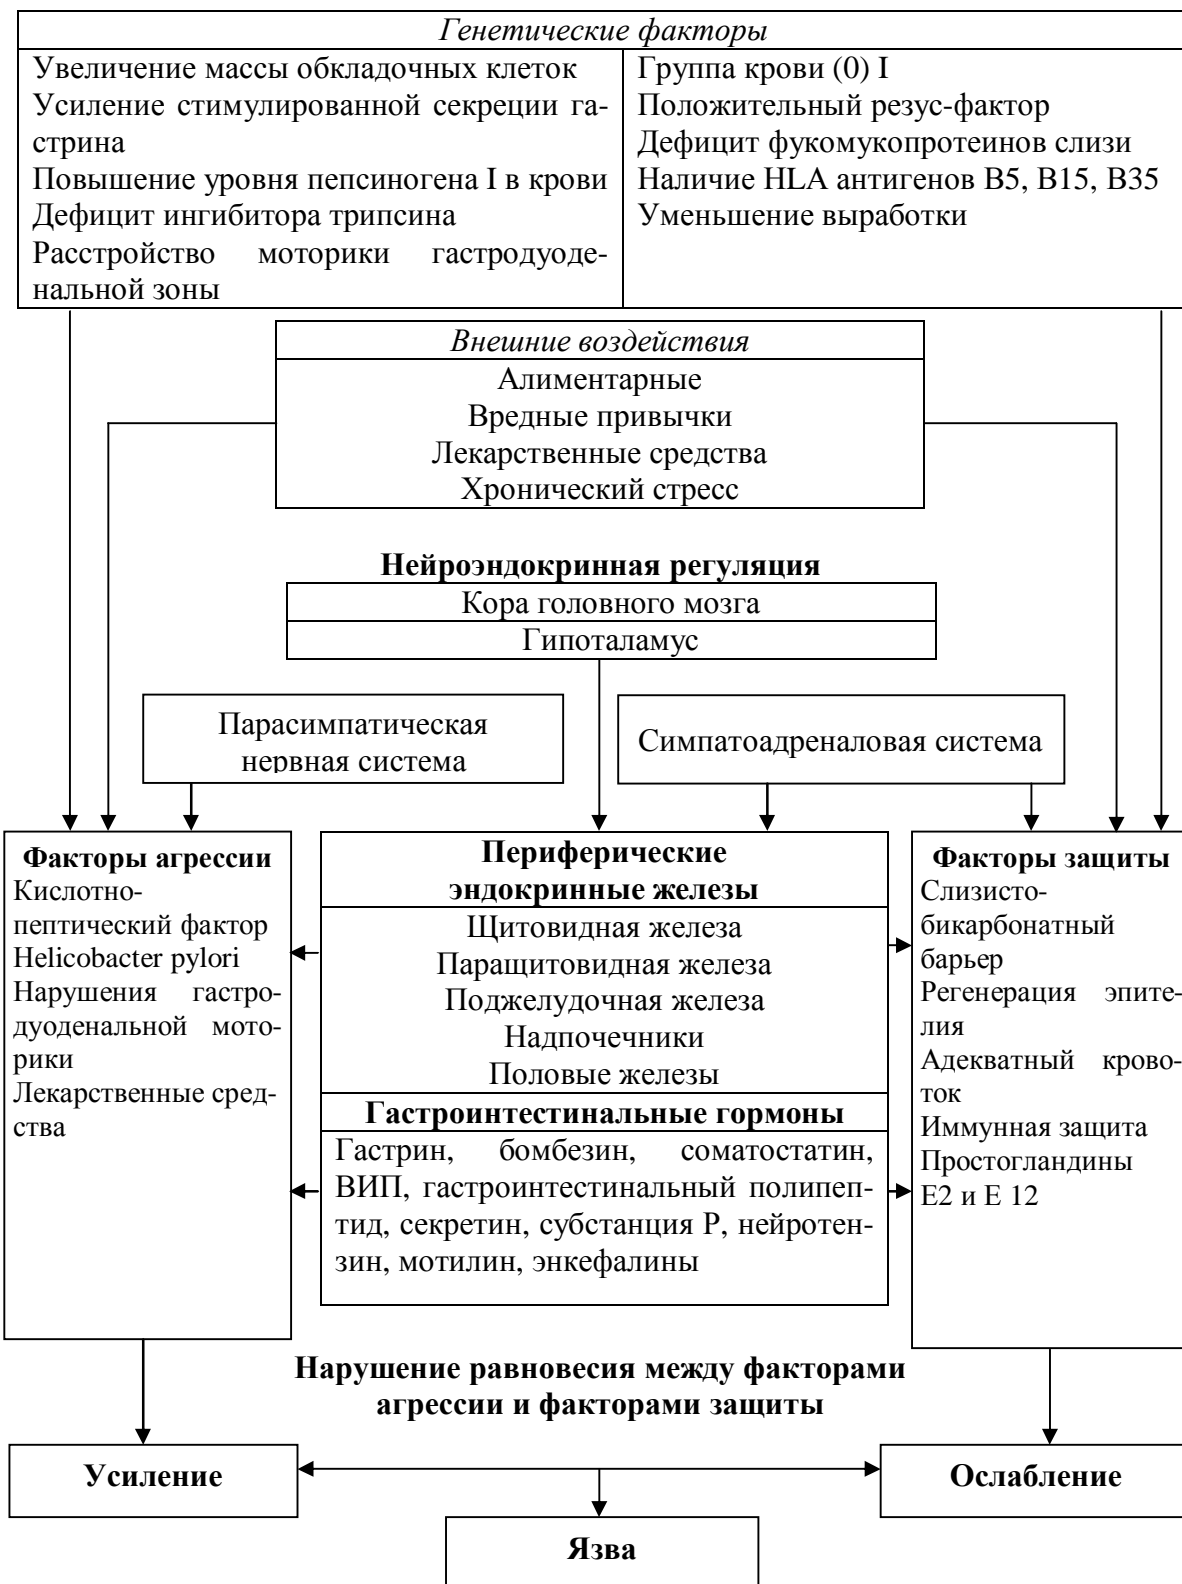 Генетические факторы
Увеличение массы обкладочных клеток
Усиление стимулированной секреции га-
стрина
Повышение уровня пепсиногена I в крови
Дефицит ингибитора трипсина
Расстройство моторики гастродуоде-
нальной зоны
Группа крови (0) I
Положительный резус-фактор
Дефицит фукомукопротеинов слизи
Наличие HLA антигенов В5, В15, В35
Уменьшение выработки
Внешние воздействия
Алиментарные
Вредные привычки
Лекарственные средства
Хронический стресс
Нейроэндокринная регуляция
Кора головного мозга
Гипоталамус
Парасимпатическая
нервная система
Симпатоадреналовая система
Факторы агрессии
Кислотно-
пептический фактор
Helicobacter pylori
Нарушения гастро-
дуоденальной мото-
рики
Лекарственные сред-
ства
Периферические
эндокринные железы
Щитовидная железа
Паращитовидная железа
Поджелудочная железа
Надпочечники
Половые железы
Гастроинтестинальные гормоны
Гастрин, бомбезин, соматостатин,
ВИП, гастроинтестинальный полипеп-
тид, секретин, субстанция Р, нейротен-
зин, мотилин, энкефалины
Факторы защиты
Слизисто-
бикарбонатный
барьер
Регенерация эпите-
лия
Адекватный крово-
ток
Иммунная защита
Простогландины
Е2 и Е 12
Нарушение равновесия между факторами
агрессии и факторами защиты
Усиление
Ослабление
Язва